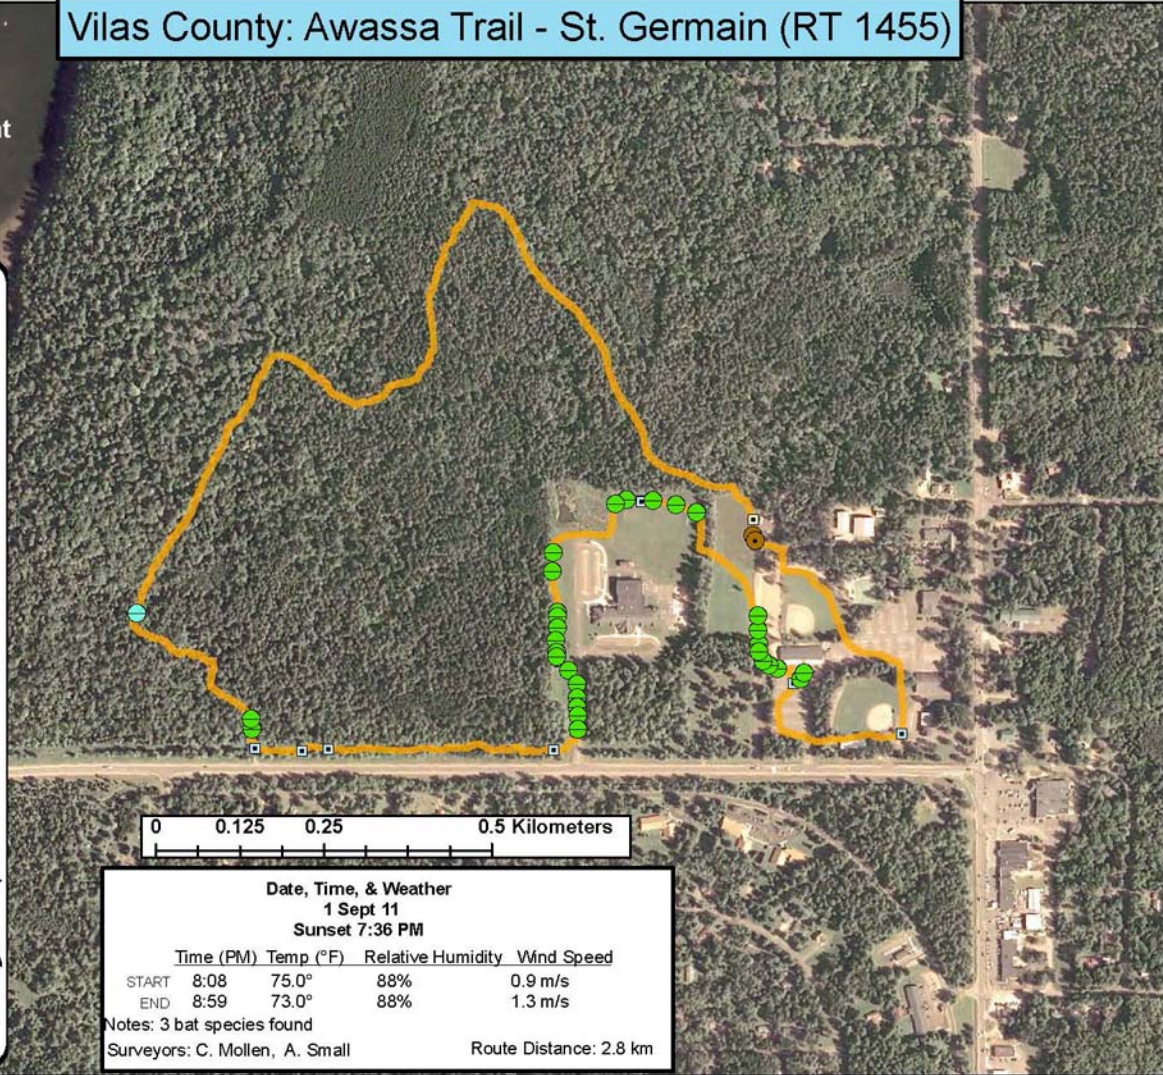 Vilas County: Awassa Trail - St. Germain (RT 1455)
0 0.125 0.25 0.5 Kilometers
Date, Time, & Weather
1 Sept 11
Sunset 7:36 PM
Time (PM) Temp (°F) Relative Humidity Wind Speed
START 8:08 75.0° 88% 0.9 m/s
END 8:59 73.0° 88% 1.3 m/s
Notes: 3 bat species found
Surveyors: C. Mollen, A. Small Route Distance: 2.8 km